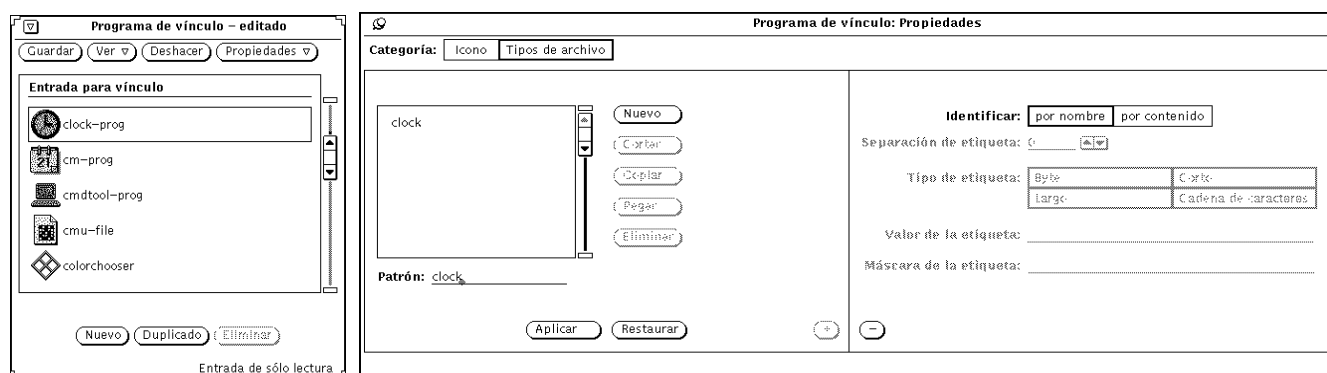 Programa de vínculo – editado
Guardar Ver Deshacer Propiedades
Entrada para vínculo
clock–prog
cm–prog
cmdtool–prog
cmu–file
colorchooser
Nuevo Duplicado Eliminar
Entrada de sólo lectura
Programa de vínculo: Propiedades
Categoría: Icono Tipos de archivo
clock
Nuevo
Cortar
Copiar
Pegar
Eliminar
Patrón: clock
Aplicar Restaurar
Identificar: por nombre por contenido
Separación de etiqueta: 0
Tipo de etiqueta: Byte Corto
Largo Cadena de caracteres
Valor de la etiqueta:
Máscara de la etiqueta: